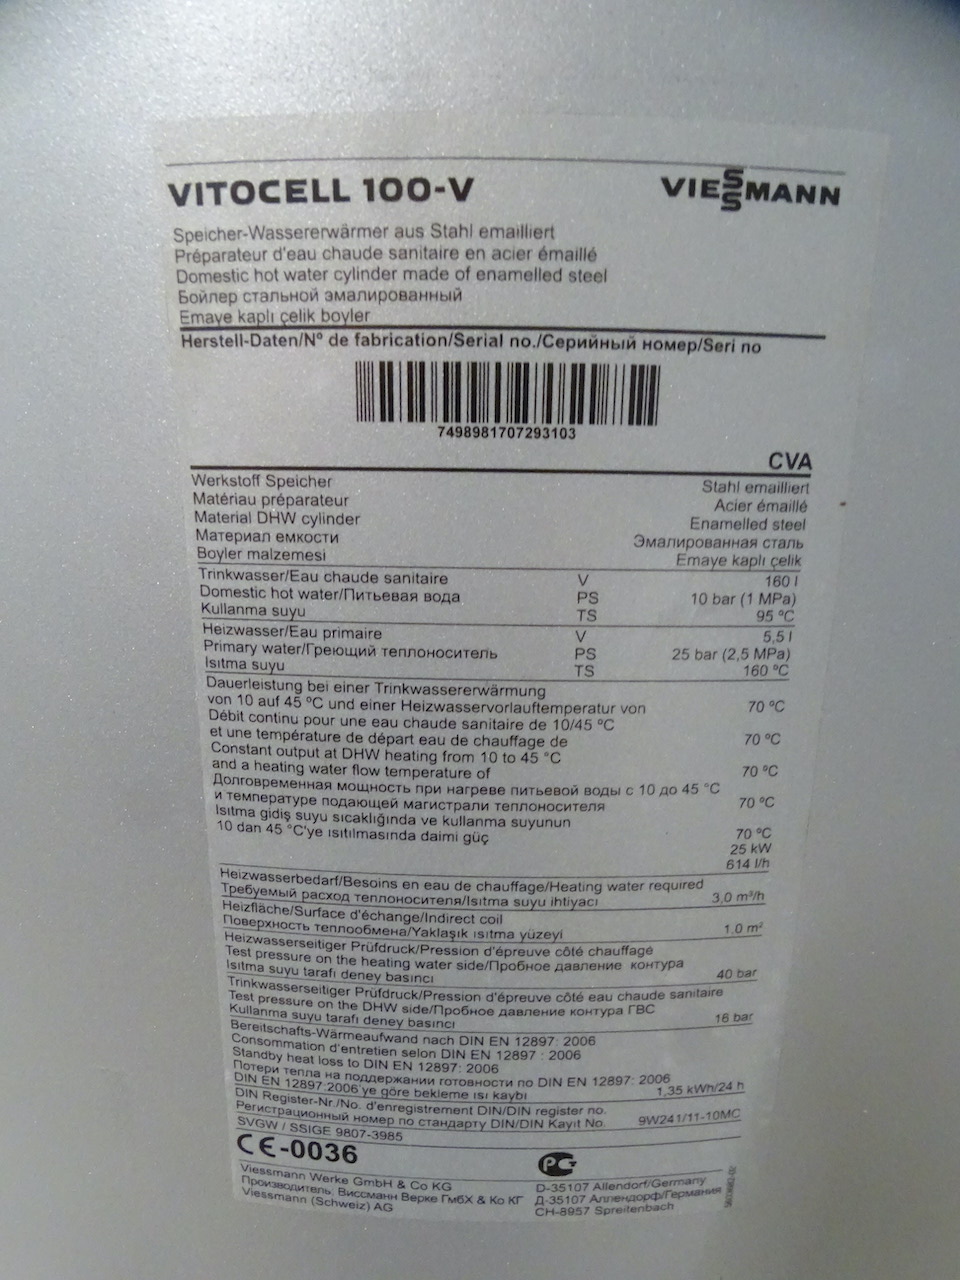 VITOCELL 100-V
VIESSMANN
Speicher-Wassererwärmer aus Stahl emailliert
Préparateur d'eau chaude sanitaire en acier émaillé
Domestic hot water cylinder made of enamelled steel
Бойлер стальной эмалированный
Emaye kaplı çelik boyler
Herstell-Daten/Nº de fabrication/Serial no./Серийный номер/Seri no
7498981707293103
CVA
Werkstoff Speicher Stahl emailliert
Matériau préparateur Acier émaillé
Material DHW cylinder Enamelled steel
Материал емкости Эмалированная сталь
Boyler malzemesi Emaye kaplı çelik
Trinkwasser/Eau chaude sanitaire V 160 l
Domestic hot water/Питьевая вода PS 10 bar (1 MPa)
Kullanma suyu TS 95 ºC
Heizwasser/Eau primaire V 5,5 l
Primary water/Греющий теплоноситель PS 25 bar (2,5 MPa)
Isıtma suyu TS 160 ºC
Dauerleistung bei einer Trinkwassererwärmung
von 10 auf 45 ºC und einer Heizwasservorlauftemperatur von 70 ºC
Débit continu pour une eau chaude sanitaire de 10/45 ºC
et une température de départ eau de chauffage de 70 ºC
Constant output at DHW heating from 10 to 45 °C
and a heating water flow temperature of 70 ºC
Долговременная мощность при нагреве питьевой воды с 10 до 45 °C
и температуре подающей магистрали теплоносителя 70 ºC
Isıtma gidiş suyu sıcaklığında ve kullanma suyunun
10 dan 45 °C'ye ısıtılmasında daimi güç 70 ºC
25 kW
614 l/h
Heizwasserbedarf/Besoins en eau de chauffage/Heating water required
Требуемый расход теплоносителя/Isıtma suyu ihtiyacı 3,0 m³/h
Heizfläche/Surface d'échange/Indirect coil
Поверхность теплообмена/Yaklaşık ısıtma yüzeyi 1,0 m²
Heizwasserseitiger Prüfdruck/Pression d'épreuve côté chauffage
Test pressure on the heating water side/Пробное давление контура
Isıtma suyu tarafı deney basıncı 40 bar
Trinkwasserseitiger Prüfdruck/Pression d'épreuve côté eau chaude sanitaire
Test pressure on the DHW side/Пробное давление контура ГВС
Kullanma suyu tarafı deney basıncı 16 bar
Bereitschafts-Wärmeaufwand nach DIN EN 12897: 2006
Consommation d'entretien selon DIN EN 12897 : 2006
Standby heat loss to DIN EN 12897: 2006
Потери тепла на поддержании готовности по DIN EN 12897: 2006
DIN EN 12897:2006'ye göre bekleme ısı kaybı 1,35 kWh/24 h
DIN Register-Nr./No. d'enregistrement DIN/DIN register no.
Регистрационный номер по стандарту DIN/DIN Kayıt No. 9W241/11-10MC
SVGW / SSIGE 9807-3985
CE-0036
Viessmann Werke GmbH & Co KG D-35107 Allendorf/Germany
Производитель: Виссманн Верке ГмбХ & Ко КГ Д-35107 Аллендорф/Германия
Viessmann (Schweiz) AG CH-8957 Spreitenbach